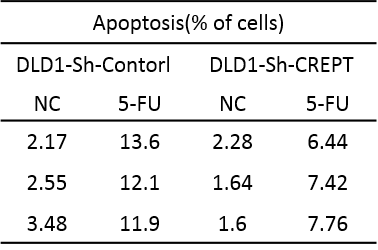 Apoptosis(% of cells)
DLD1-Sh-Contorl DLD1-Sh-CREPT
NC 5-FU NC 5-FU
2.17 13.6 2.28 6.44
2.55 12.1 1.64 7.42
3.48 11.9 1.6 7.76